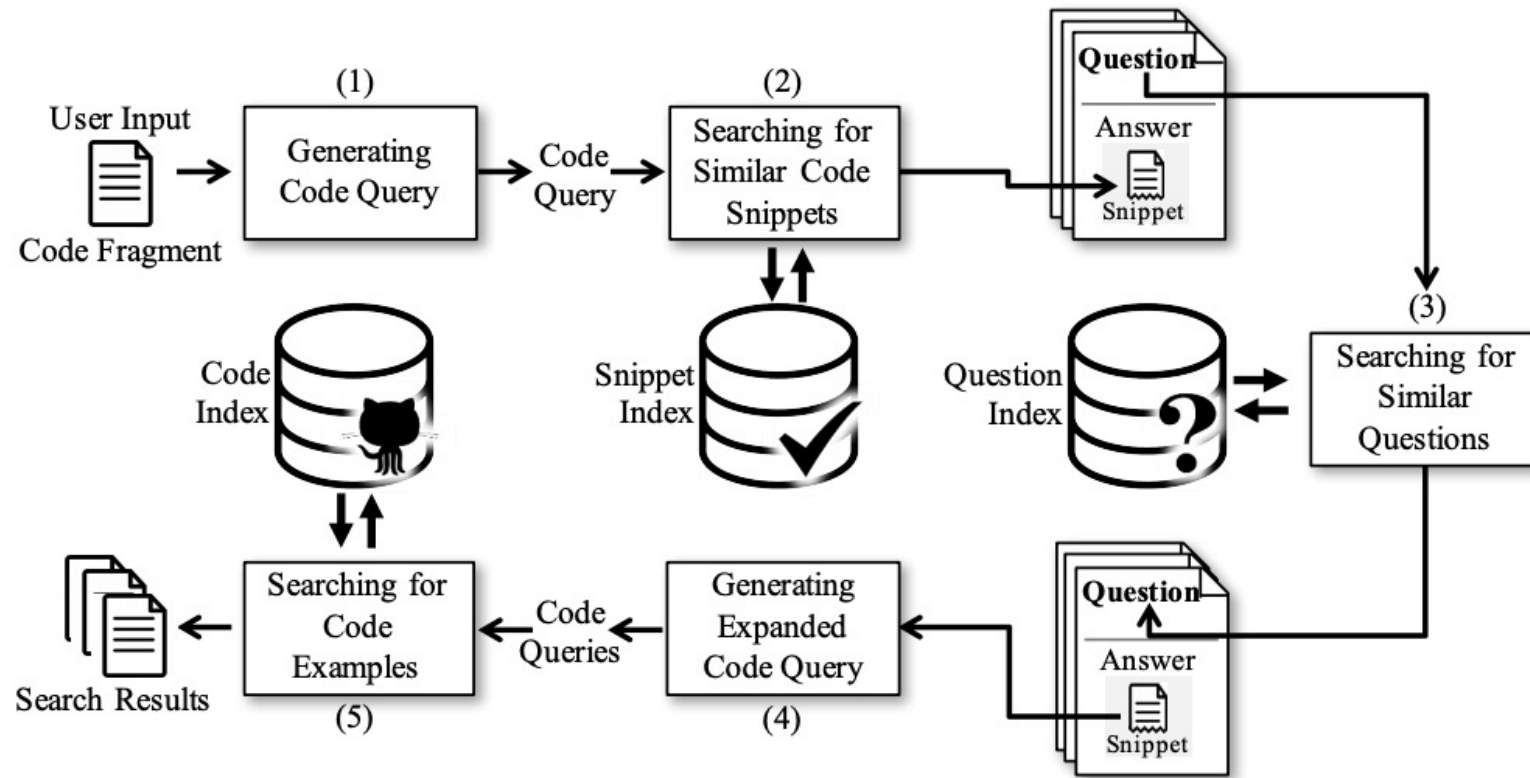 (1)
User Input
Code Fragment
Generating
Code Query
Code
Query
(2)
Searching for
Similar Code
Snippets
Question
Answer
Snippet
(3)
Searching for
Similar
Questions
Code
Index
Snippet
Index
Question
Index
?
Question
Answer
Snippet
Generating
Expanded
Code Query
(4)
Code
Queries
Searching for
Code
Examples
(5)
Search Results